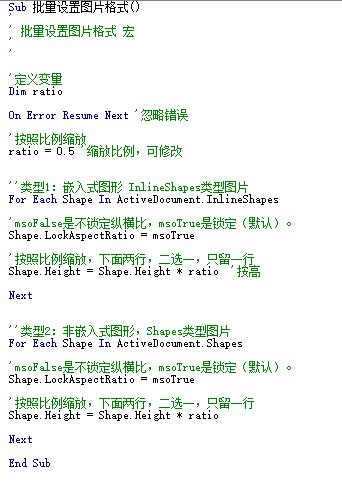 Sub 批量设置图片格式()
'
' 批量设置图片格式 宏
'
'
'定义变量
Dim ratio
On Error Resume Next '忽略错误
'按照比例缩放
ratio = 0.5 '缩放比例，可修改
''类型1：嵌入式图形 InlineShapes类型图片
For Each Shape In ActiveDocument.InlineShapes
'msoFalse是不锁定纵横比，msoTrue是锁定（默认）。
Shape.LockAspectRatio = msoTrue
'按照比例缩放，下面两行，二选一，只留一行
Shape.Height = Shape.Height * ratio '按高
Next
''类型2：非嵌入式图形，Shapes类型图片
For Each Shape In ActiveDocument.Shapes
'msoFalse是不锁定纵横比，msoTrue是锁定（默认）。
Shape.LockAspectRatio = msoTrue
'按照比例缩放，下面两行，二选一，只留一行
Shape.Height = Shape.Height * ratio
Next
End Sub